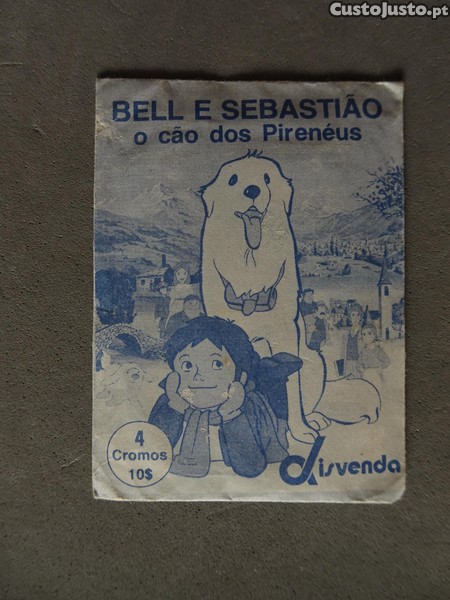 CustoJusto.pt
BELL E SEBASTIÃO
o cão dos Pirenéus
4
Cromos
10$
disvenda